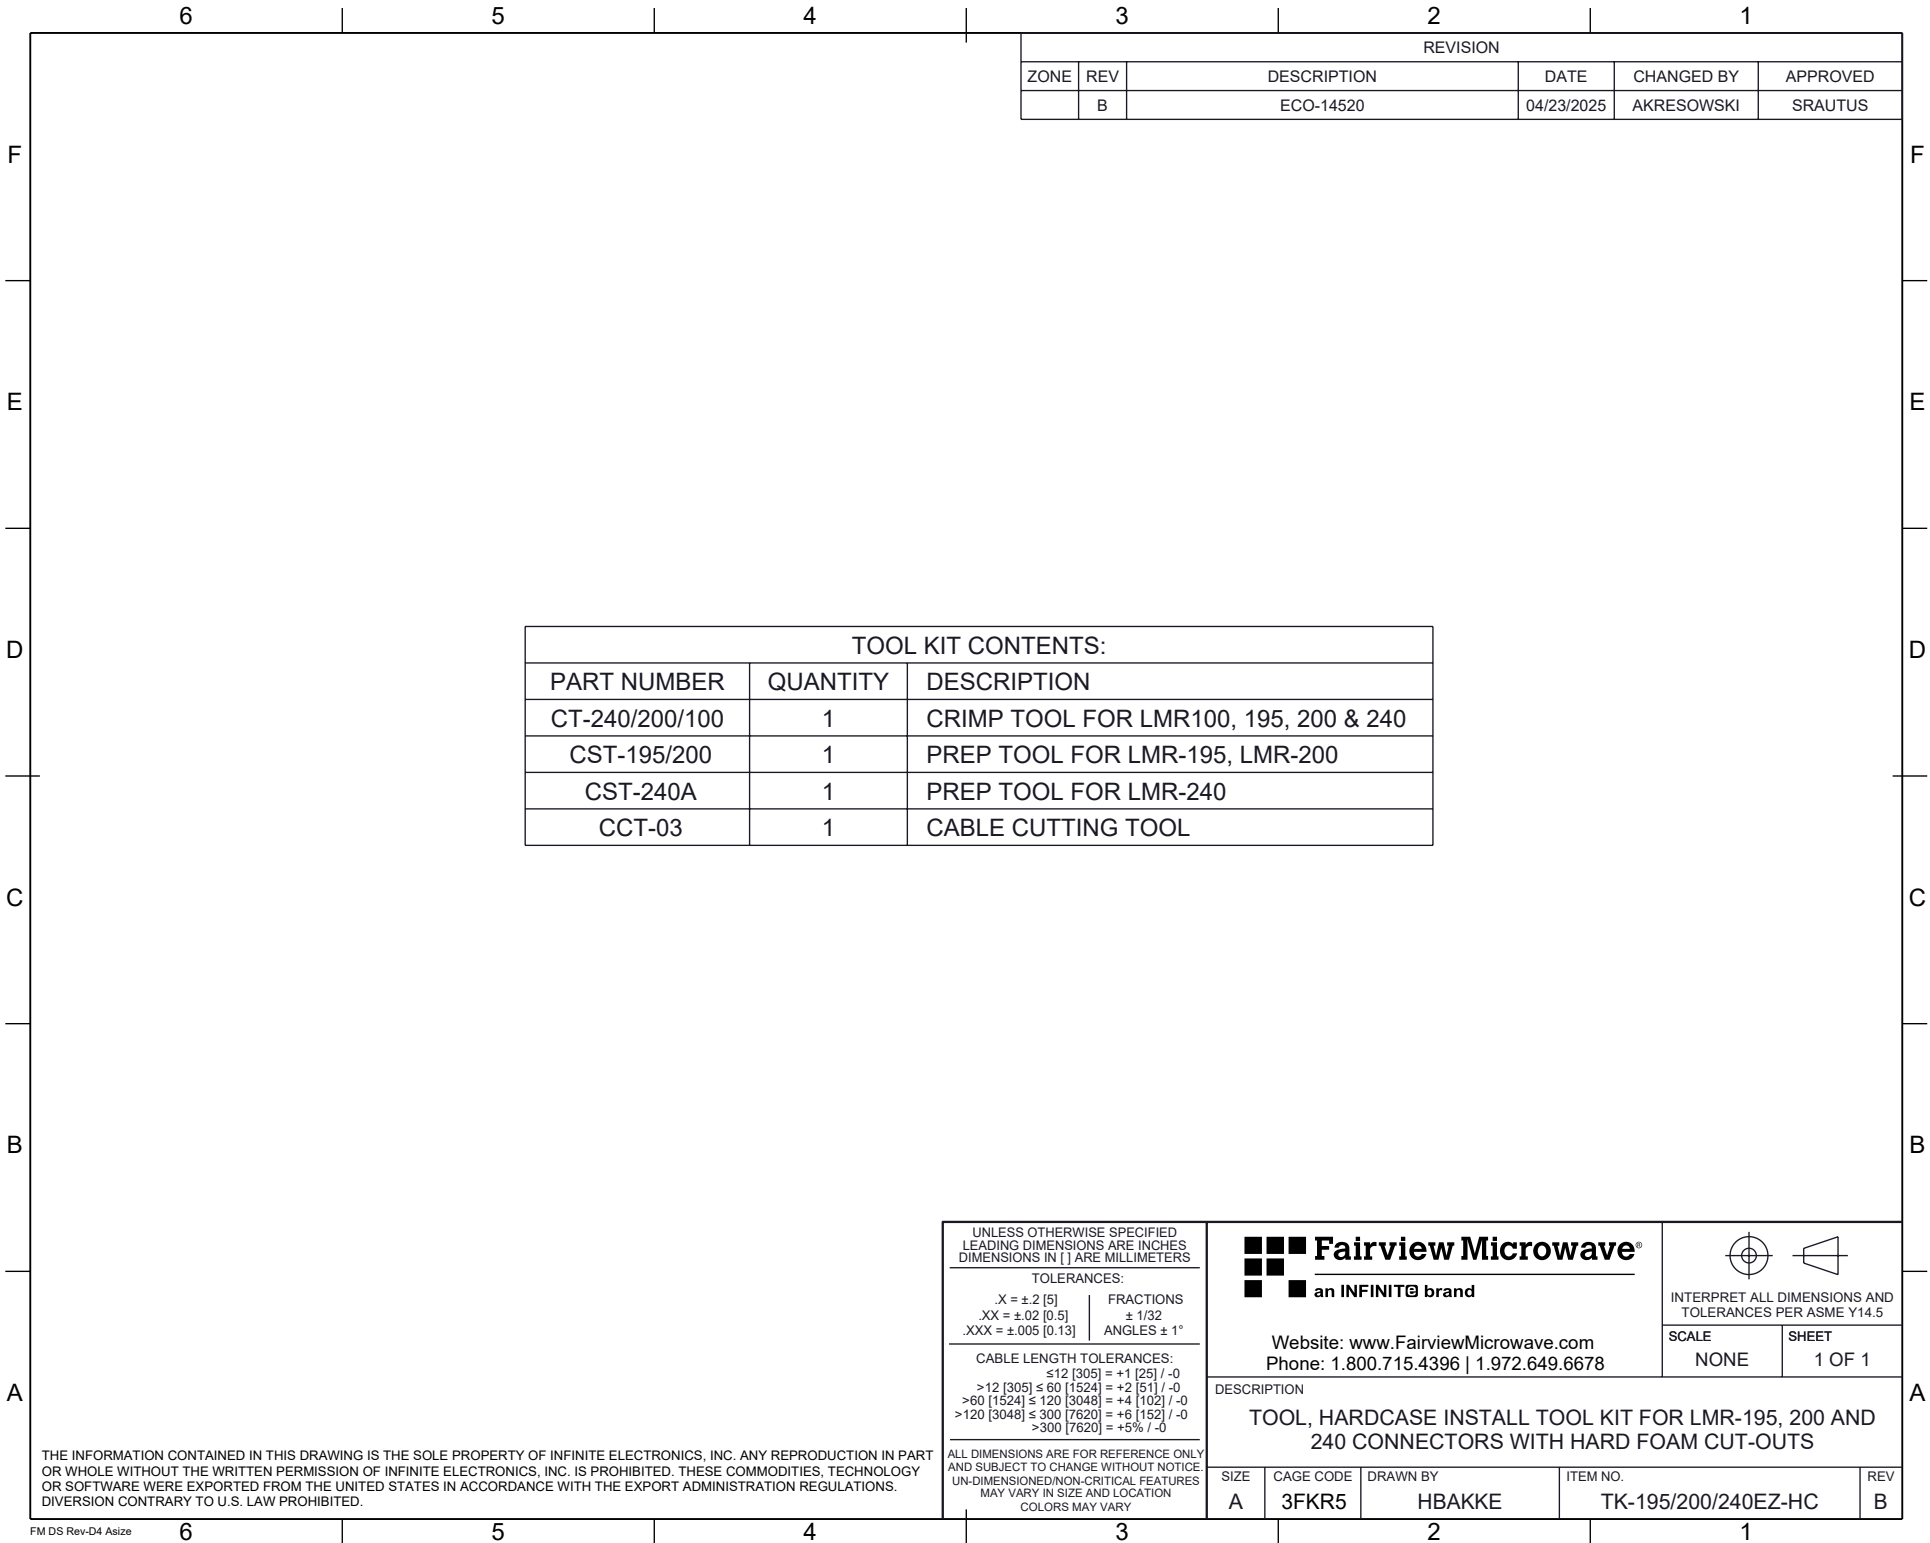 6 5 4 3 2 1
REVISION
ZONE REV DESCRIPTION DATE CHANGED BY APPROVED
B ECO-14520 04/23/2025 AKRESOWSKI SRAUTUS
F F
E E
D D
TOOL KIT CONTENTS:
PART NUMBER QUANTITY DESCRIPTION
CT-240/200/100 1 CRIMP TOOL FOR LMR100, 195, 200 & 240
CST-195/200 1 PREP TOOL FOR LMR-195, LMR-200
CST-240A 1 PREP TOOL FOR LMR-240
CCT-03 1 CABLE CUTTING TOOL
C C
B B
A A
UNLESS OTHERWISE SPECIFIED
LEADING DIMENSIONS ARE INCHES
DIMENSIONS IN [ ] ARE MILLIMETERS
TOLERANCES:
.X = ±.2 [5]
.XX = ±.02 [0.5]
.XXX = ±.005 [0.13]
FRACTIONS
± 1/32
ANGLES ± 1°
CABLE LENGTH TOLERANCES:
≤12 [305] = +1 [25] / -0
>12 [305] ≤ 60 [1524] = +2 [51] / -0
>60 [1524] ≤ 120 [3048] = +4 [102] / -0
>120 [3048] ≤ 300 [7620] = +6 [152] / -0
>300 [7620] = +5% / -0
ALL DIMENSIONS ARE FOR REFERENCE ONLY
AND SUBJECT TO CHANGE WITHOUT NOTICE.
UN-DIMENSIONED/NON-CRITICAL FEATURES
MAY VARY IN SIZE AND LOCATION
COLORS MAY VARY
Fairview Microwave®
an INFINITe brand
Website: www.FairviewMicrowave.com
Phone: 1.800.715.4396 | 1.972.649.6678
INTERPRET ALL DIMENSIONS AND
TOLERANCES PER ASME Y14.5
SCALE SHEET
NONE 1 OF 1
DESCRIPTION
TOOL, HARDCASE INSTALL TOOL KIT FOR LMR-195, 200 AND
240 CONNECTORS WITH HARD FOAM CUT-OUTS
SIZE CAGE CODE DRAWN BY ITEM NO. REV
A 3FKR5 HBAKKE TK-195/200/240EZ-HC B
THE INFORMATION CONTAINED IN THIS DRAWING IS THE SOLE PROPERTY OF INFINITE ELECTRONICS, INC. ANY REPRODUCTION IN PART
OR WHOLE WITHOUT THE WRITTEN PERMISSION OF INFINITE ELECTRONICS, INC. IS PROHIBITED. THESE COMMODITIES, TECHNOLOGY
OR SOFTWARE WERE EXPORTED FROM THE UNITED STATES IN ACCORDANCE WITH THE EXPORT ADMINISTRATION REGULATIONS.
DIVERSION CONTRARY TO U.S. LAW PROHIBITED.
FM DS Rev-D4 Asize
6 5 4 3 2 1